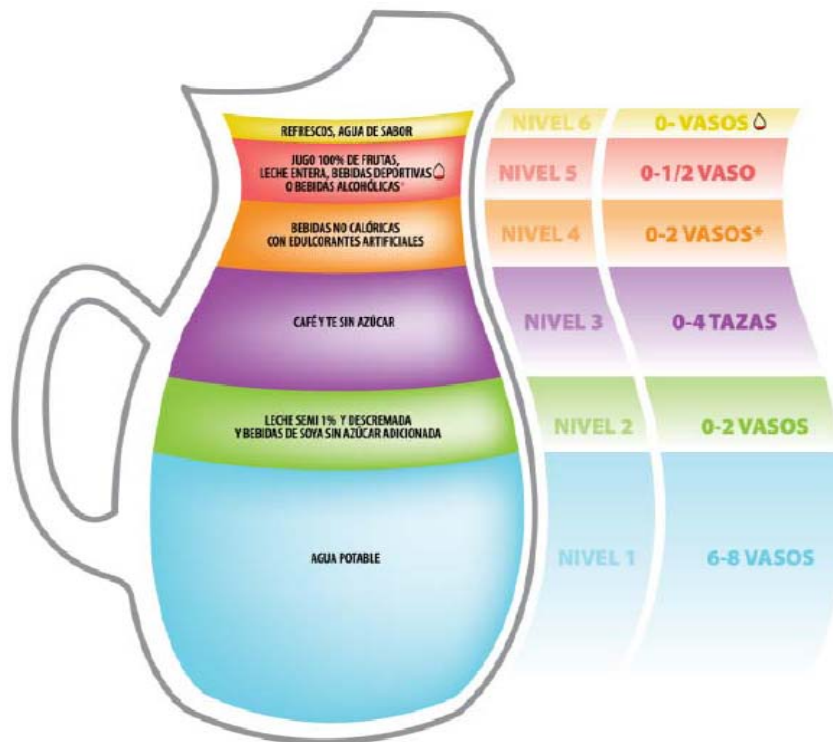 REFRESCOS, AGUA DE SABOR
NIVEL 6
0- VASOS
JUGO 100% DE FRUTAS,
LECHE ENTERA, BEBIDAS DEPORTIVAS
O BEBIDAS ALCOHÓLICAS*
NIVEL 5
0-1/2 VASO
BEBIDAS NO CALÓRICAS
CON EDULCORANTES ARTIFICIALES
NIVEL 4
0-2 VASOS*
CAFÉ Y TE SIN AZÚCAR
NIVEL 3
0-4 TAZAS
LECHE SEMI 1% Y DESCREMADA
Y BEBIDAS DE SOYA SIN AZÚCAR ADICIONADA
NIVEL 2
0-2 VASOS
AGUA POTABLE
NIVEL 1
6-8 VASOS